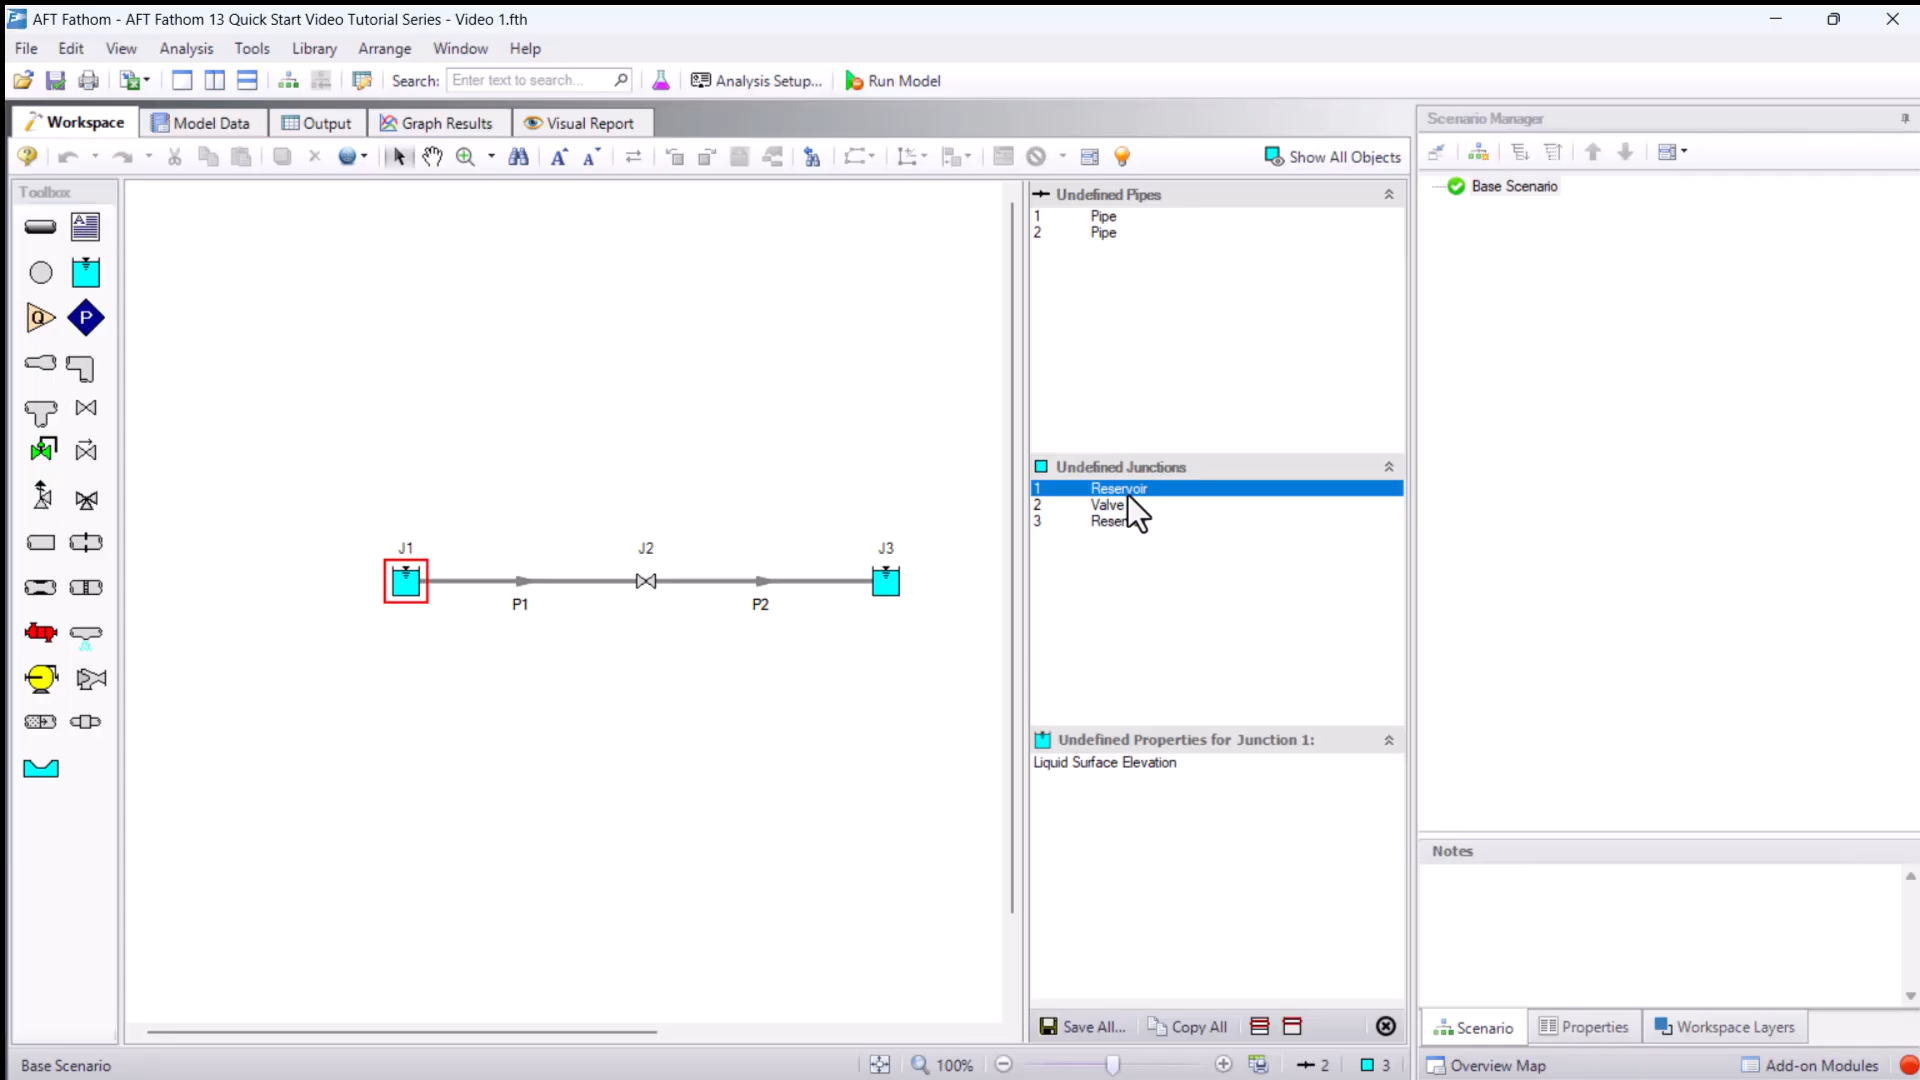 AFT Fathom - AFT Fathom 13 Quick Start Video Tutorial Series - Video 1.fth
File Edit View Analysis Tools Library Arrange Window Help
Search: Enter text to search... Analysis Setup... Run Model
Workspace Model Data Output Graph Results Visual Report
Show All Objects
Toolbox
A
Q P
J1 J2 J3
P1 P2
Undefined Pipes
1 Pipe
2 Pipe
Undefined Junctions
1 Reservoir
2 Valve
3
Undefined Properties for Junction 1:
Liquid Surface Elevation
Save All... Copy All
Scenario Manager
Base Scenario
Notes
Scenario Properties Workspace Layers
Base Scenario 100% 2 3 Overview Map Add-on Modules